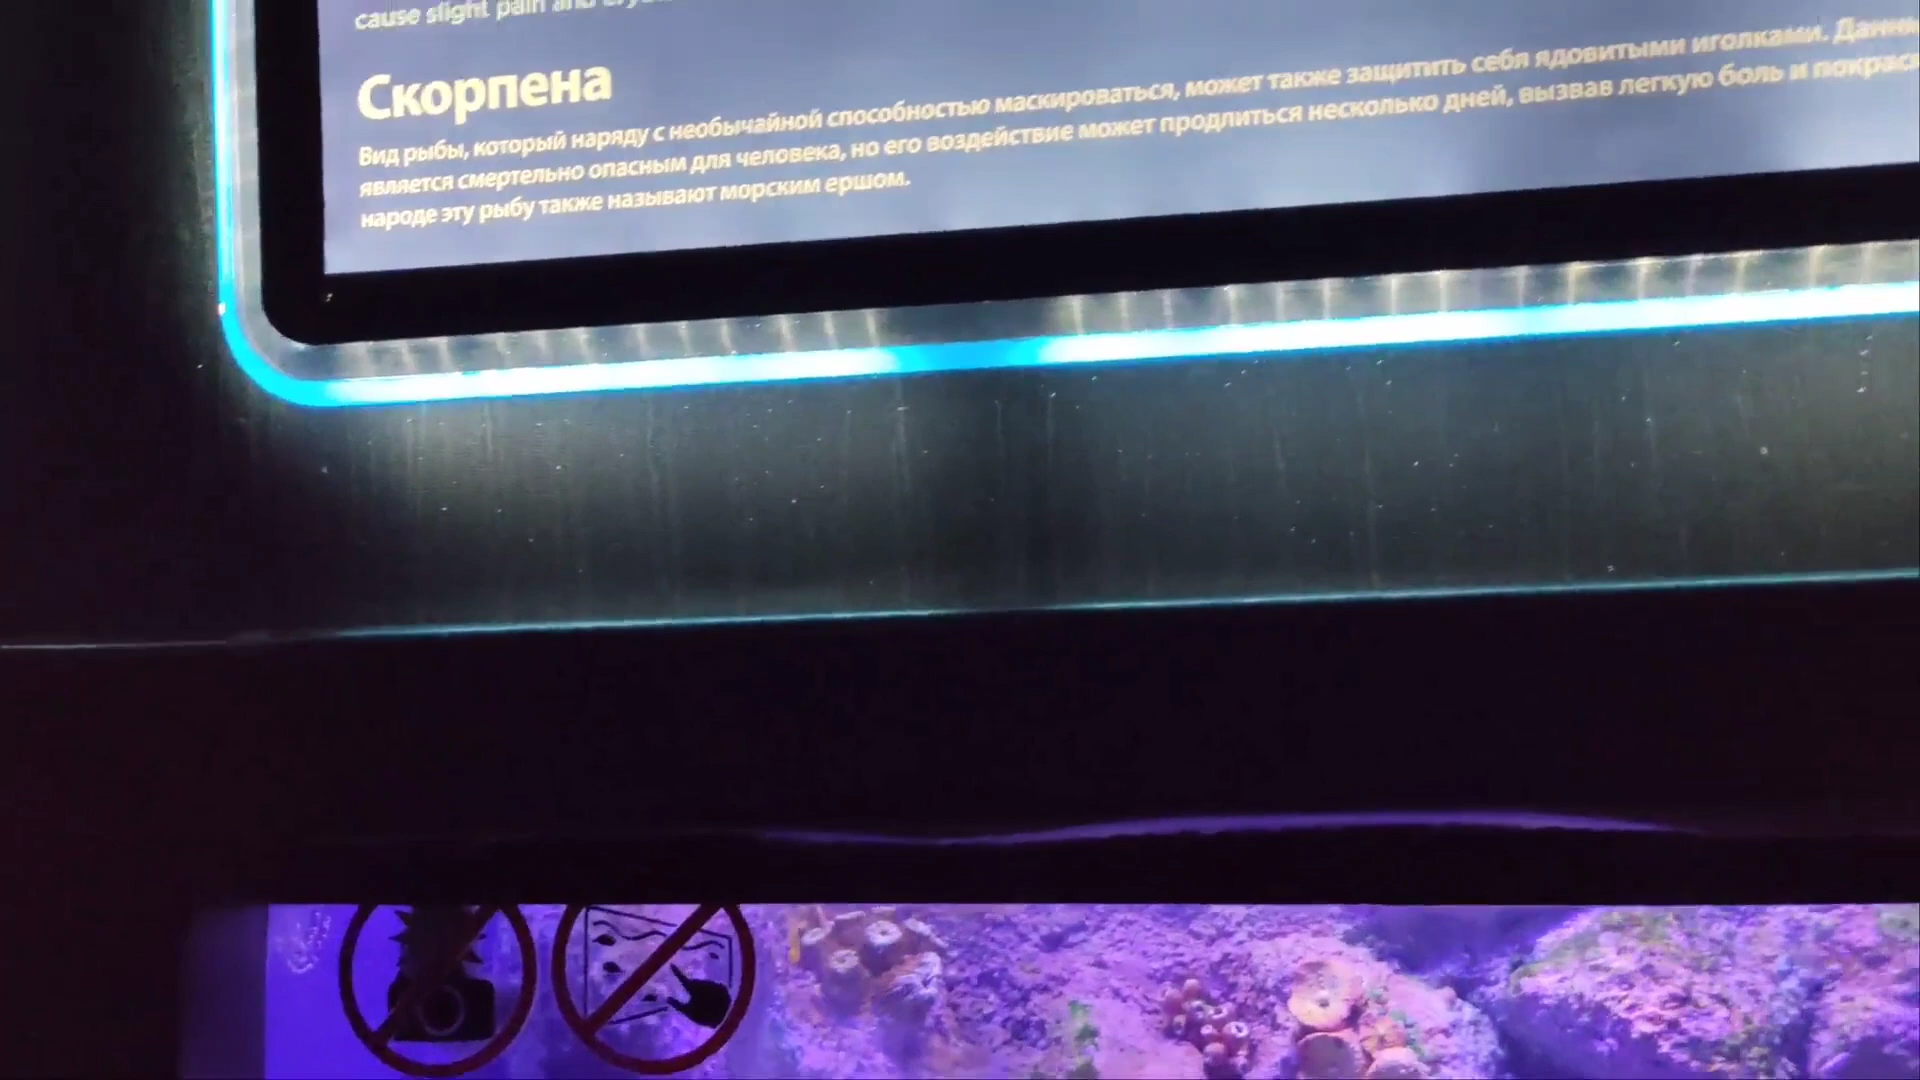 cause slight pain and
Скорпена
Вид рыбы, который наряду с необычайной способностью маскироваться, может также защитить себя ядовитыми иголками.
является смертельно опасным для человека, но его воздействие может продлиться несколько дней, вызвав легкую боль и
народе эту рыбу также называют морским ершом.